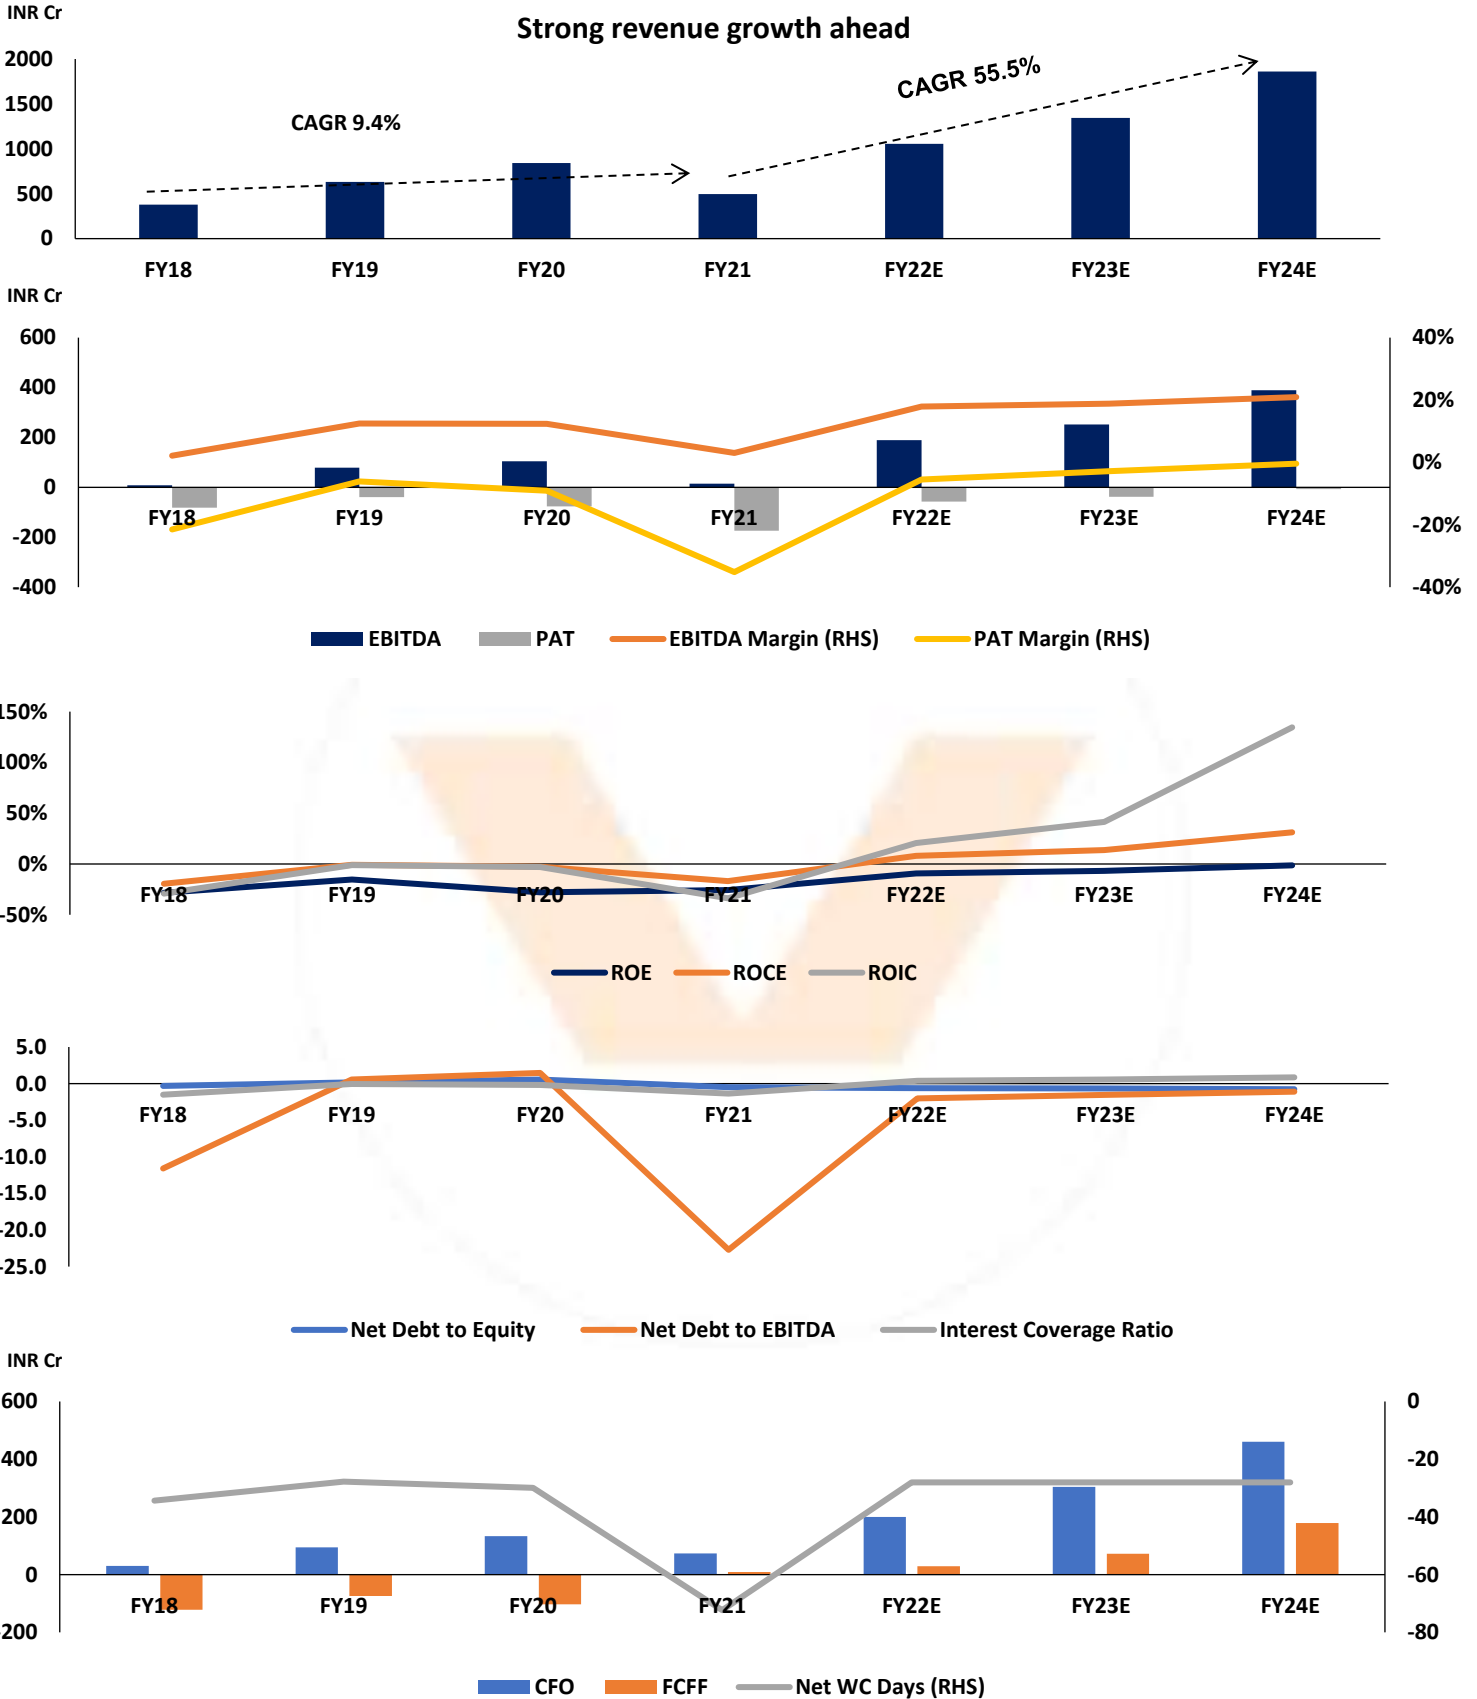 INR Cr
Strong revenue growth ahead
2000
1500
1000
500
0
CAGR 9.4%
CAGR 55.5%
FY18 FY19 FY20 FY21 FY22E FY23E FY24E
INR Cr
600
400
200
0
-200
-400
40%
20%
0%
-20%
-40%
FY18 FY19 FY20 FY21 FY22E FY23E FY24E
EBITDA PAT EBITDA Margin (RHS) PAT Margin (RHS)
150%
100%
50%
0%
-50%
FY18 FY19 FY20 FY21 FY22E FY23E FY24E
ROE ROCE ROIC
5.0
0.0
-5.0
-10.0
-15.0
-20.0
-25.0
FY18 FY19 FY20 FY21 FY22E FY23E FY24E
Net Debt to Equity Net Debt to EBITDA Interest Coverage Ratio
INR Cr
600
400
200
0
-200
0
-20
-40
-60
-80
FY18 FY19 FY20 FY21 FY22E FY23E FY24E
CFO FCFF Net WC Days (RHS)